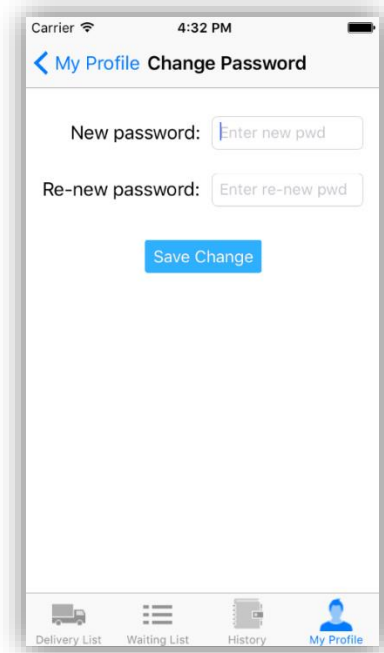 Carrier 4:32 PM
My Profile Change Password
New password: Enter new pwd
Re-new password: Enter re-new pwd
Save Change
Delivery List Waiting List History My Profile